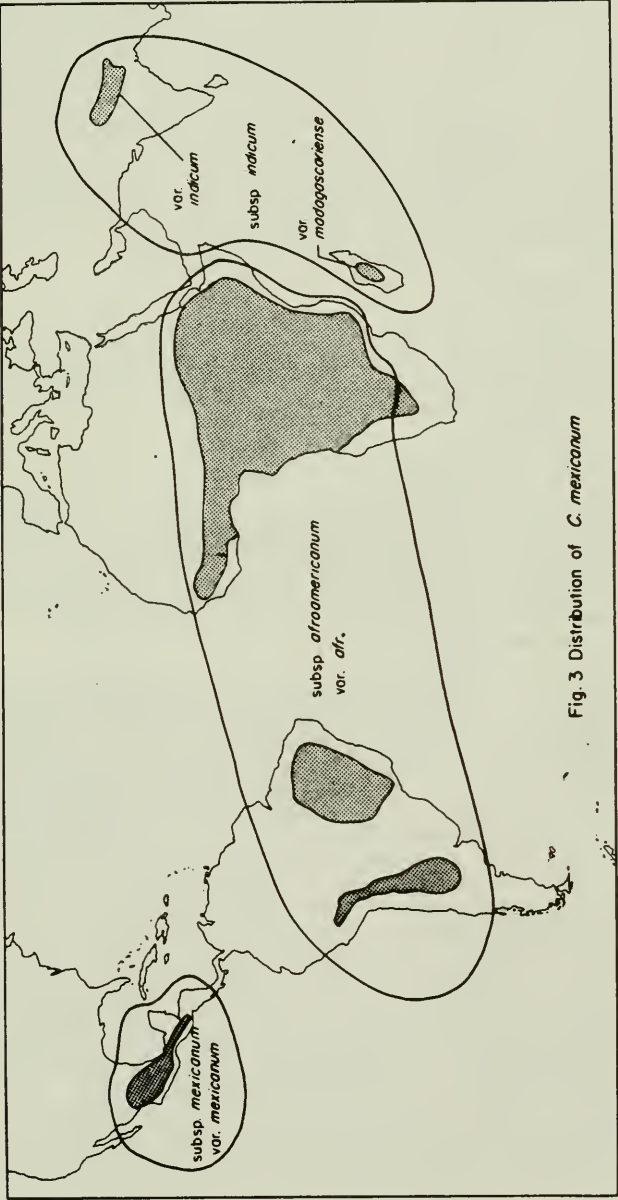 var.
indicum
subsp indicum
var
madagascariense
subsp afroamericanum
var. afr.
subsp. mexicanum
var. mexicanum
Fig. 3 Distribution of C. mexicanum